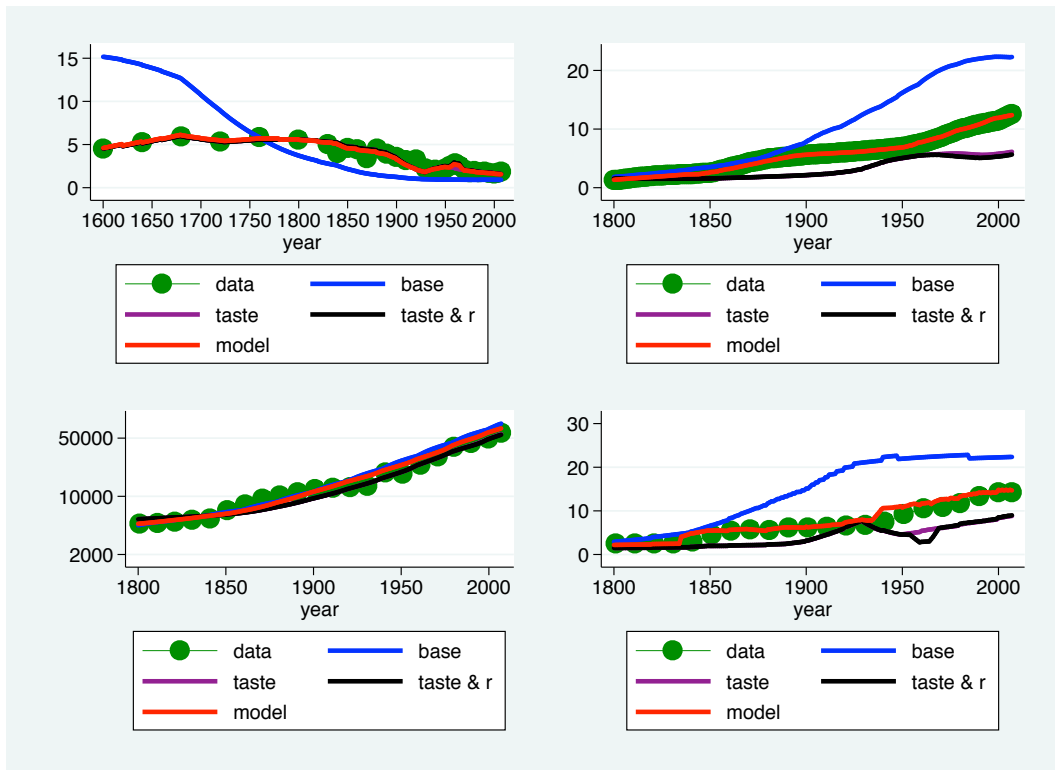 15
10
5
0
1600 1650 1700 1750 1800 1850 1900 1950 2000
year
data base
taste taste & r
model
20
10
0
1800 1850 1900 1950 2000
year
data base
taste taste & r
model
50000
10000
2000
1800 1850 1900 1950 2000
year
data base
taste taste & r
model
30
20
10
0
1800 1850 1900 1950 2000
year
data base
taste taste & r
model